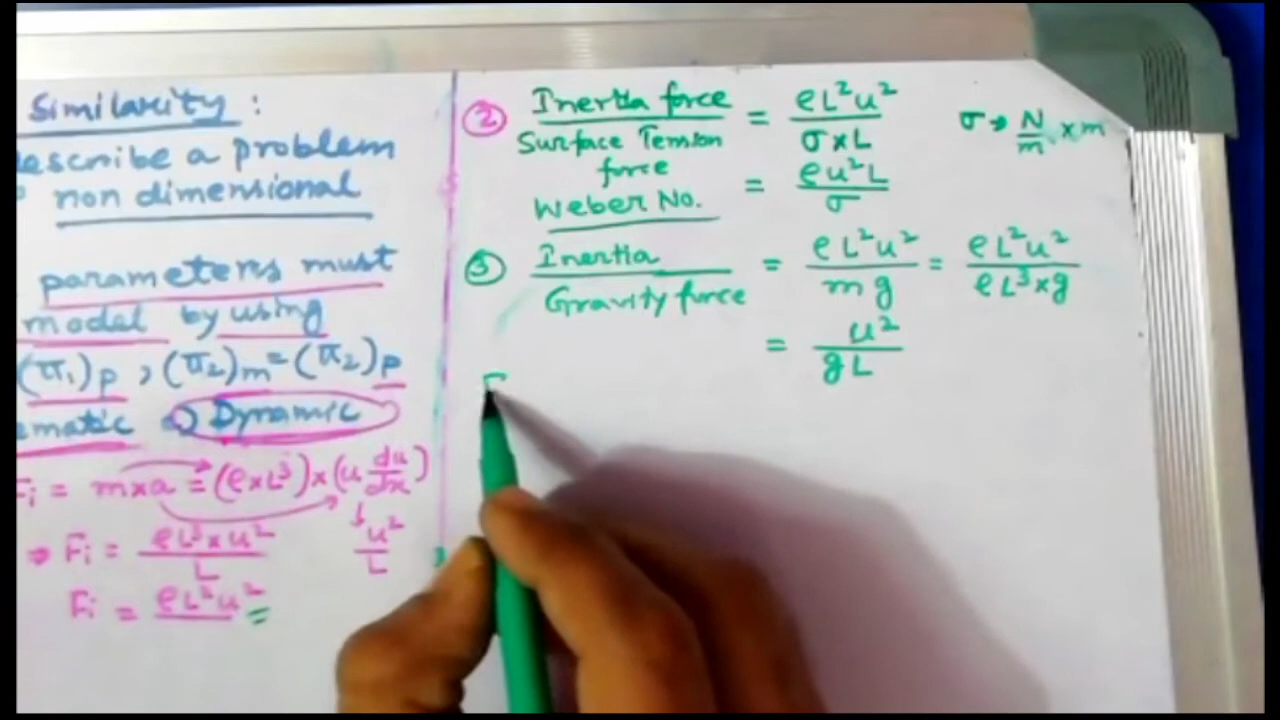 Similarity :
describe a problem
non dimensional
parameters must
model by using
(π₁)p , (π₂)m = (π₂)p
ematic Dynamic
Fi = m×a = (ρ×L³)×(u du/dx)
⇒ Fi = ρL³×u²/L ↓ u²/L
Fi = ρL²u² =
② Inertia force / Surface Tension force = ρL²u² / σ×L σ → N/m × m
Weber No. = ρu²L / σ
③ Inertia / Gravity force = ρL²u² / mg = ρL²u² / ρL³×g
= u² / gL